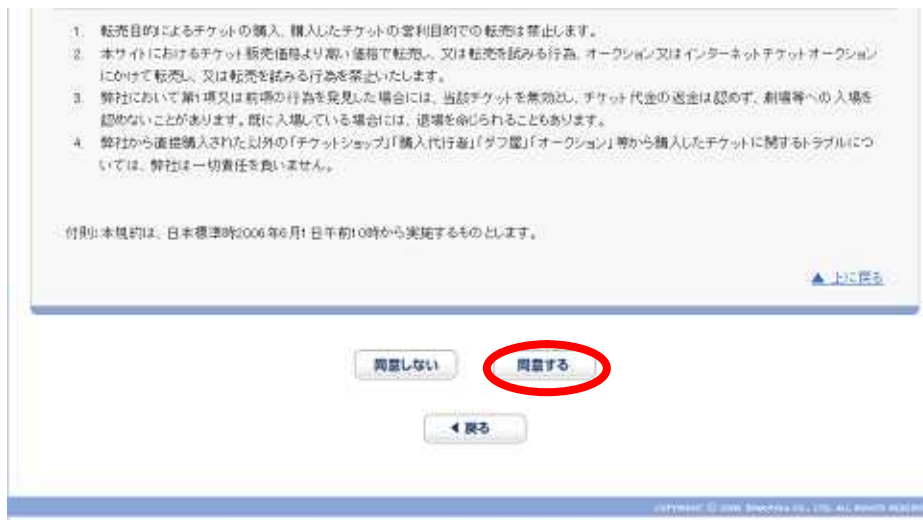 1. 転売目的によるチケットの購入、購入したチケットの営利目的での転売は禁止します。
2. 本サイトにおけるチケット販売価格より高い価格で転売し、又は転売を試みる行為、オークション又はインターネットチケットオークション
にかけて転売し、又は転売を試みる行為を禁止いたします。
3. 弊社において第1項又は前項の行為を発見した場合には、当該チケットを無効とし、チケット代金の返金は認めず、劇場等への入場を
認めないことがあります。既に入場している場合には、退場を命じられることもあります。
4. 弊社から直接購入された以外の「チケットショップ」「購入代行者」「ダフ屋」「オークション」等から購入したチケットに関するトラブルにつ
いては、弊社は一切責任を負いません。
付則:本規約は、日本標準時2006年6月1日午前10時から実施するものとします。
▲ 上に戻る
同意しない 同意する
◀ 戻る